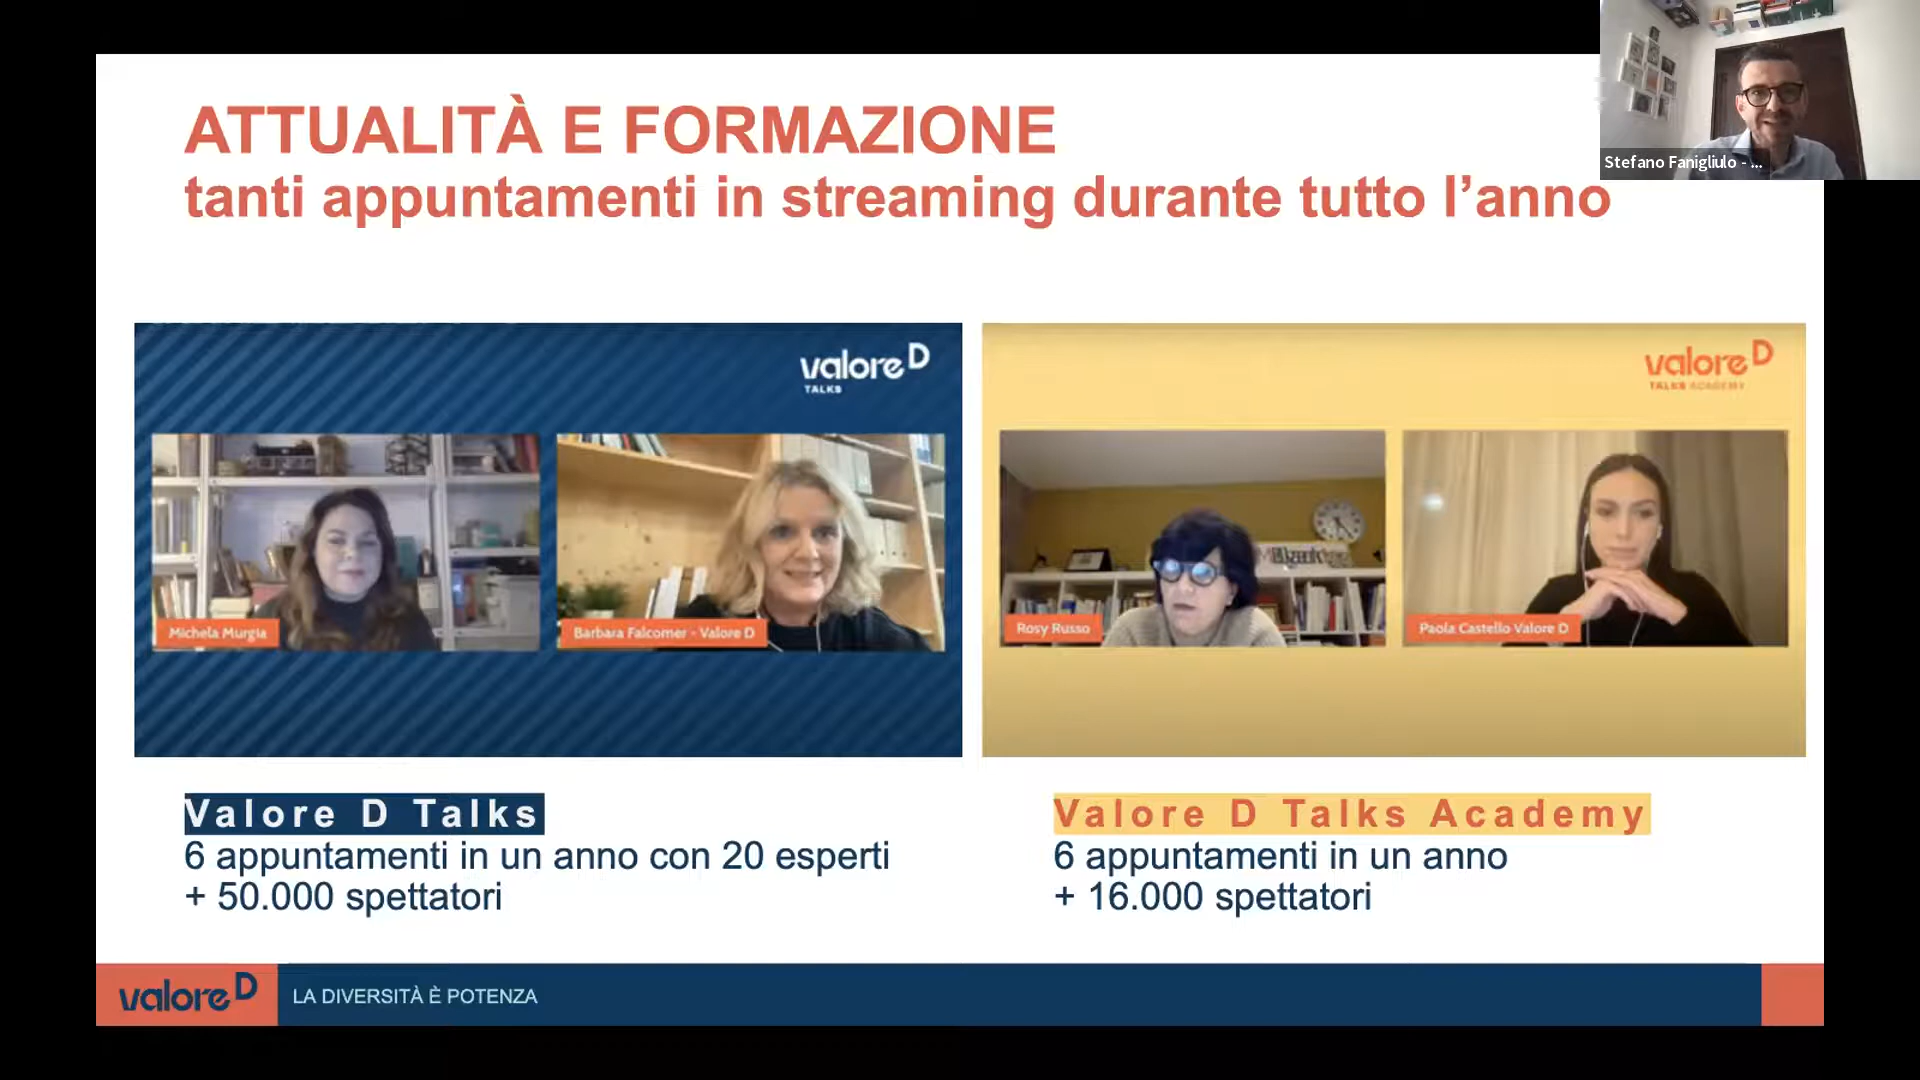 Stefano Fanigliulo - ...
ATTUALITÀ E FORMAZIONE
tanti appuntamenti in streaming durante tutto l’anno
valore D
TALKS
Michela Murgia
Barbara Falcomer - Valore D
valore D
TALKS ACADEMY
Rosy Russo
Paola Castello Valore D
Valore D Talks
6 appuntamenti in un anno con 20 esperti
+ 50.000 spettatori
Valore D Talks Academy
6 appuntamenti in un anno
+ 16.000 spettatori
valore D
LA DIVERSITÀ È POTENZA